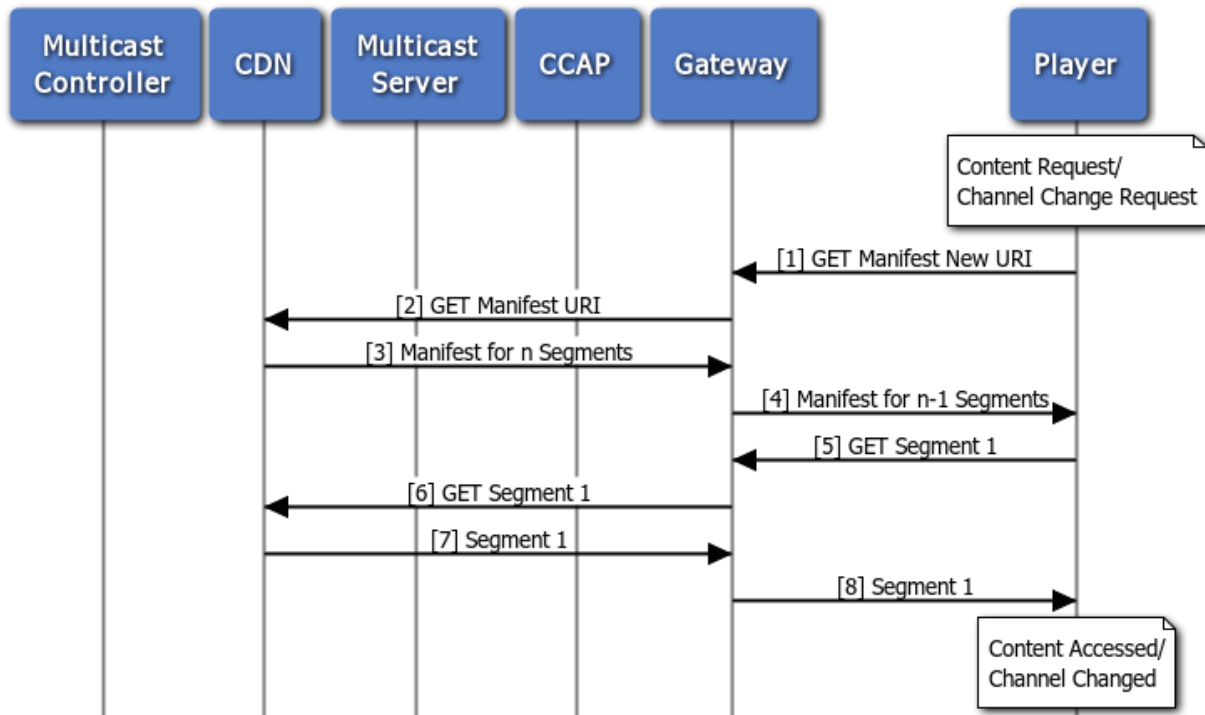 Multicast
Controller
CDN
Multicast
Server
CCAP
Gateway
Player
Content Request/
Channel Change Request
[1] GET Manifest New URI
[2] GET Manifest URI
[3] Manifest for n Segments
[4] Manifest for n-1 Segments
[5] GET Segment 1
[6] GET Segment 1
[7] Segment 1
[8] Segment 1
Content Accessed/
Channel Changed